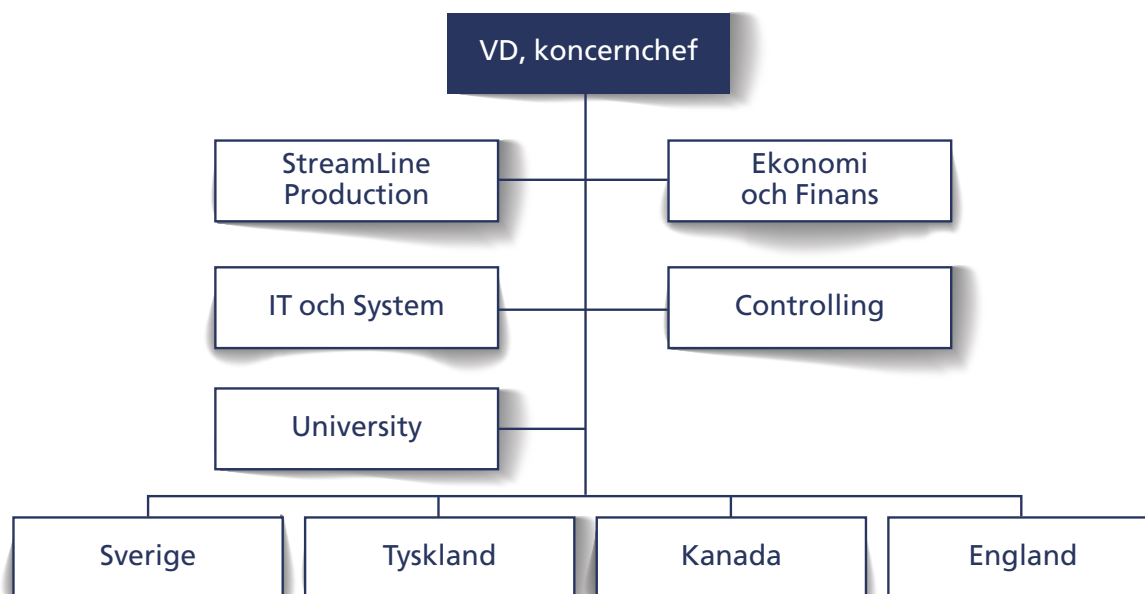 VD, koncernchef
StreamLine
Production
Ekonomi
och Finans
IT och System
Controlling
University
Sverige
Tyskland
Kanada
England